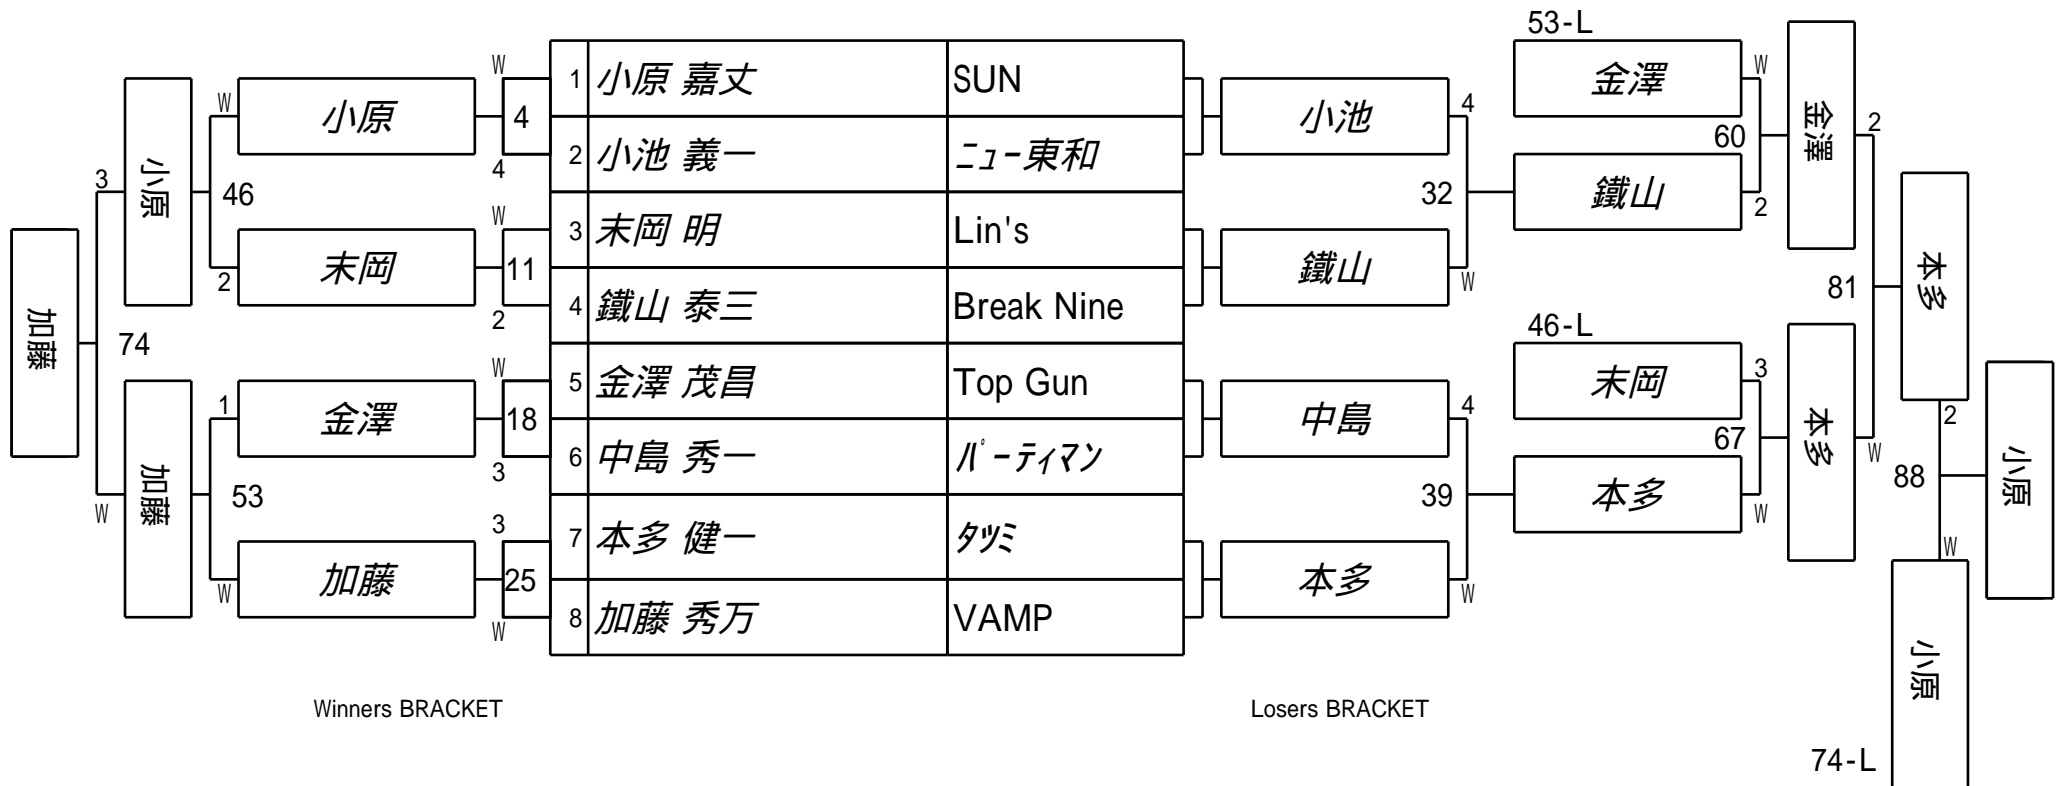 53-L
W
1 小原 嘉丈 SUN
金澤 W
W 小原 4
小池 4
小原
金澤 2
2 小池 義一 ニュー東和
4
60
3
46
32
鐵山 2
W
3 末岡 明 Lin's
本多
2 末岡 11
鐵山 W
加藤
4 鐵山 泰三 Break Nine
2
81
74
46-L
W
5 金澤 茂昌 Top Gun
末岡 3
1 金澤 18
中島 4
2
加藤
本多
6 中島 秀一 パーティマン
3
67
W
小原
W
53
39
本多 W
88
3
7 本多 健一 タツミ
W 加藤 25
本多 W
W
8 加藤 秀万 VAMP
W
小原
Winners BRACKET
Losers BRACKET
74-L